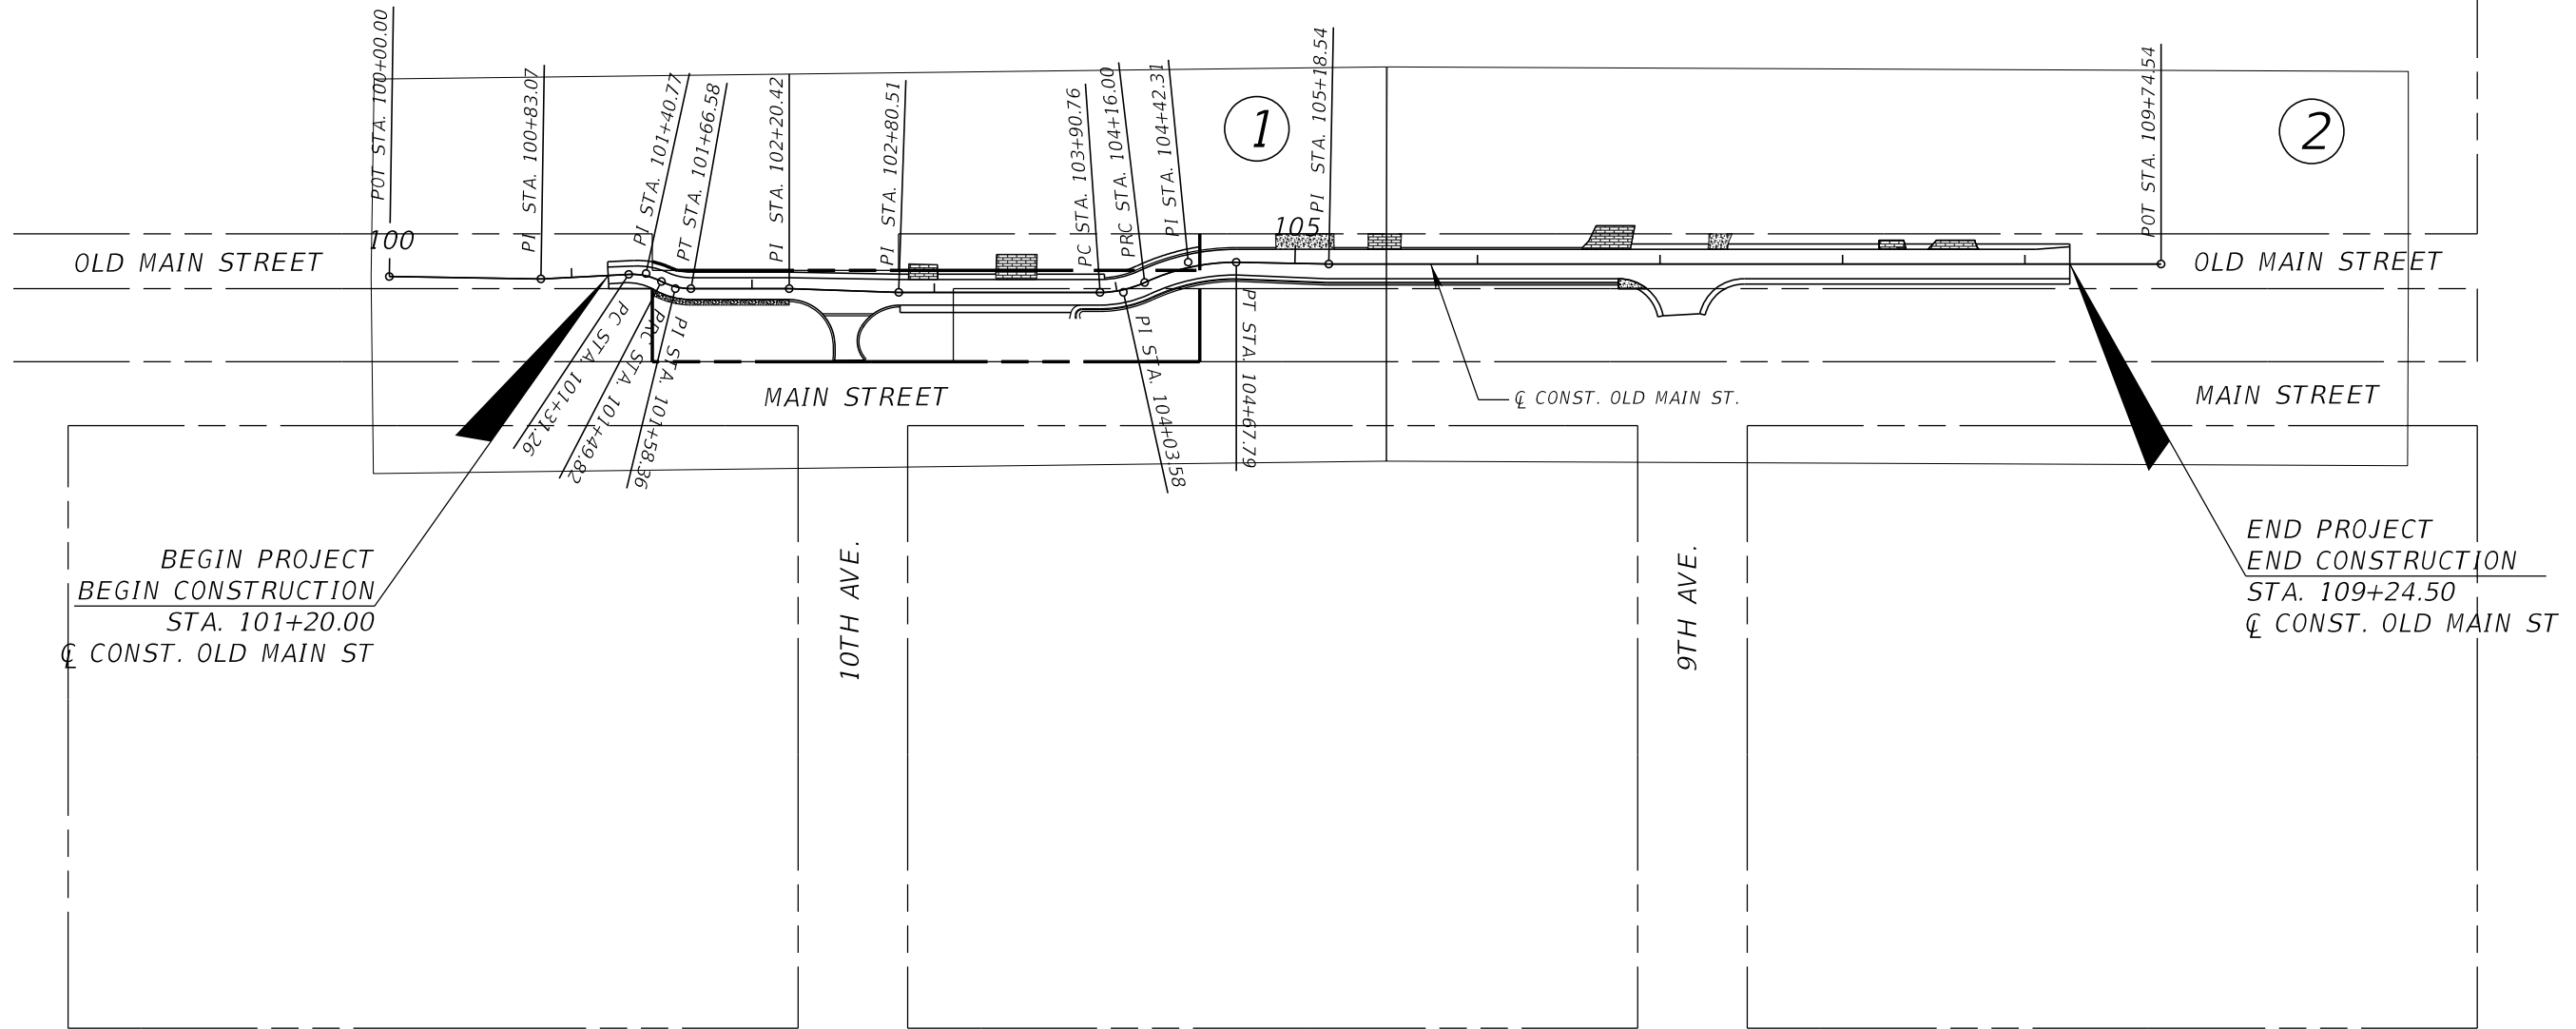 POT STA. 100+00.00
PI STA. 100+83.07
PI STA. 101+40.77
PT STA. 101+66.58
PI STA. 102+20.42
PI STA. 102+80.51
PC STA. 103+90.76
PRC STA. 104+16.00
PI STA. 104+42.31
PI STA. 105+18.54
POT STA. 109+74.54
1
2
100
105
OLD MAIN STREET
OLD MAIN STREET
PC STA. 101+31.26
PRC STA. 101+49.82
PI STA. 101+58.36
PI STA. 104+03.58
PT STA. 104+67.79
MAIN STREET
℄ CONST. OLD MAIN ST.
MAIN STREET
BEGIN PROJECT
BEGIN CONSTRUCTION
STA. 101+20.00
℄ CONST. OLD MAIN ST
10TH AVE.
9TH AVE.
END PROJECT
END CONSTRUCTION
STA. 109+24.50
℄ CONST. OLD MAIN ST